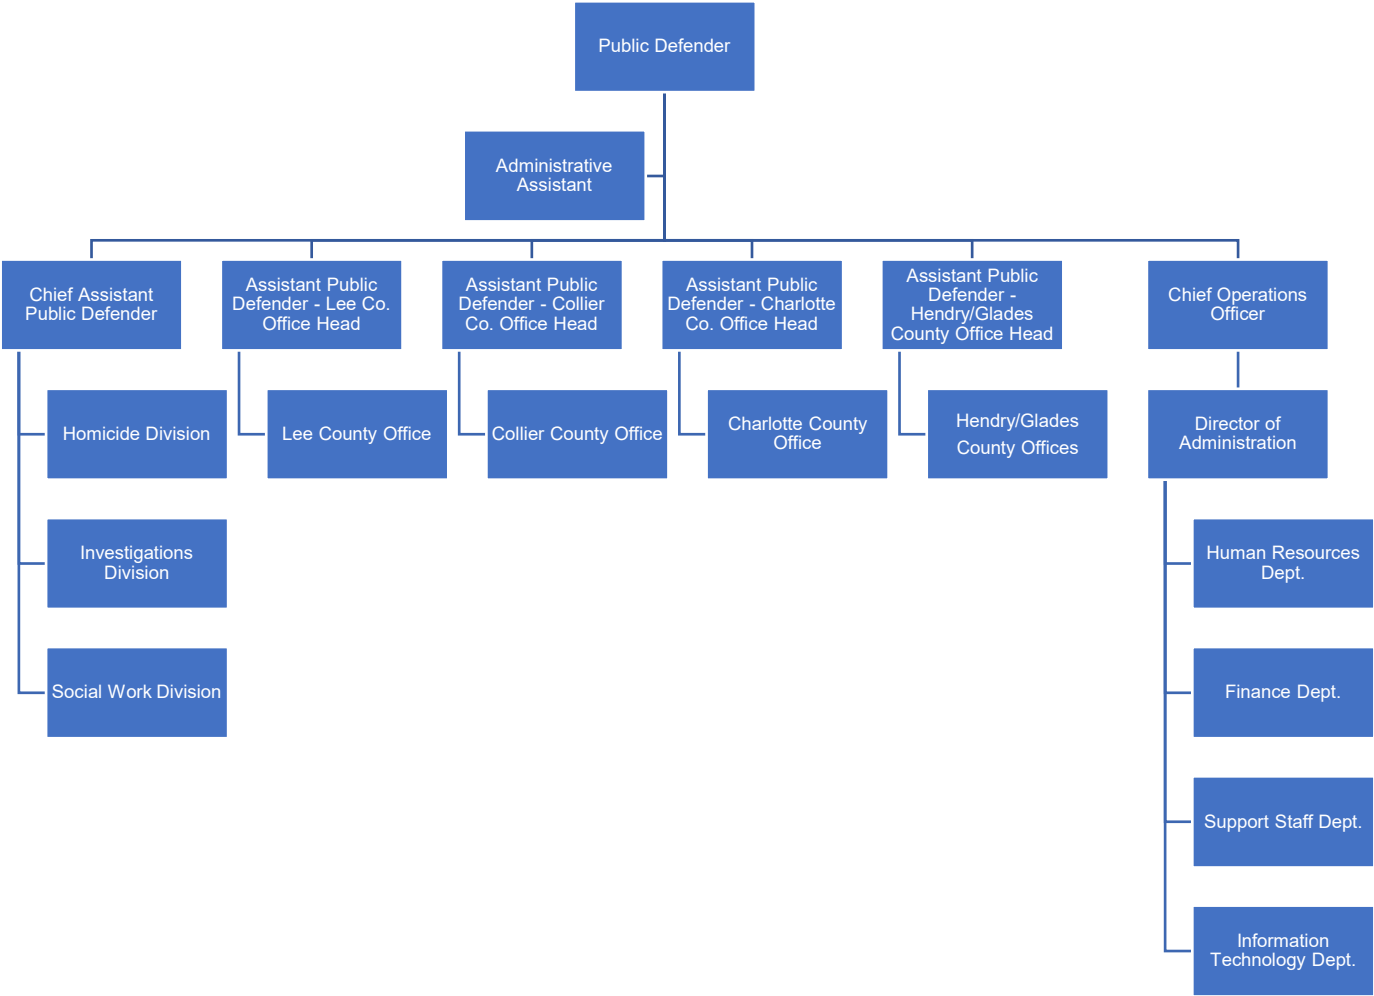 Public Defender
Administrative
Assistant
Chief Assistant
Public Defender
Assistant Public
Defender - Lee Co.
Office Head
Assistant Public
Defender - Collier
Co. Office Head
Assistant Public
Defender - Charlotte
Co. Office Head
Assistant Public
Defender -
Hendry/Glades
County Office Head
Chief Operations
Officer
Homicide Division
Lee County Office
Collier County Office
Charlotte County
Office
Hendry/Glades
County Offices
Director of
Administration
Investigations
Division
Human Resources
Dept.
Social Work Division
Finance Dept.
Support Staff Dept.
Information
Technology Dept.